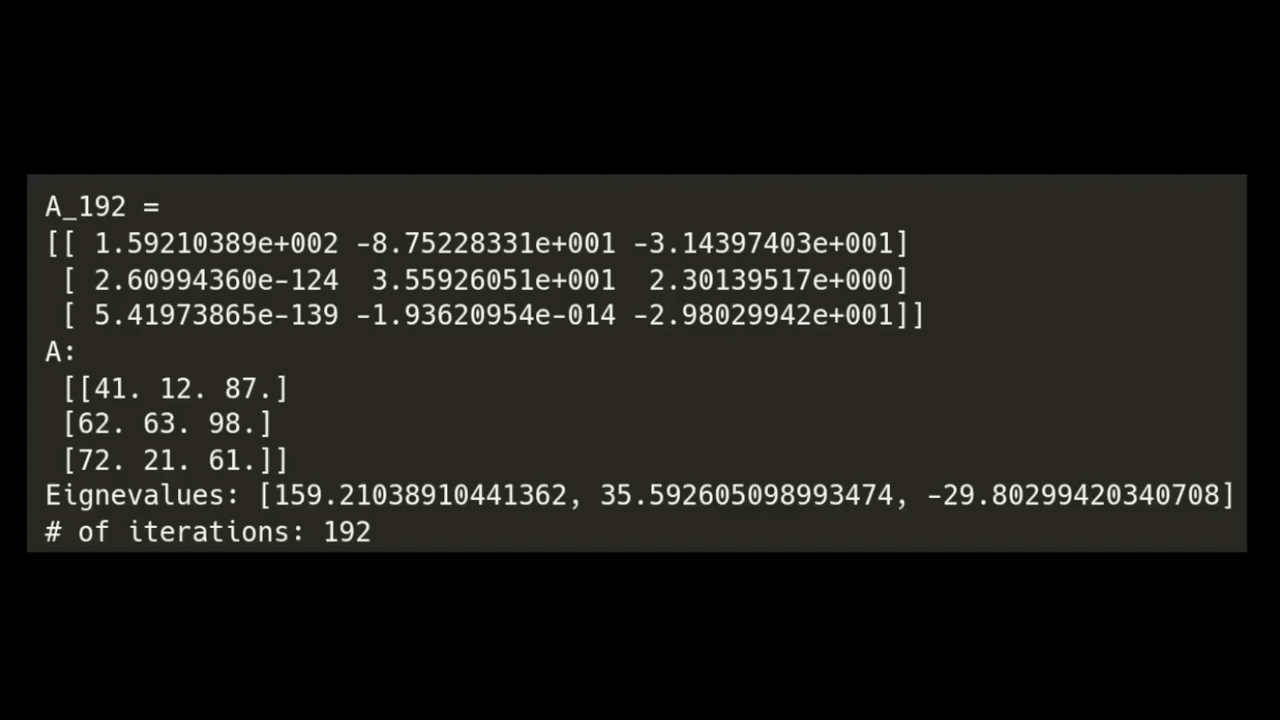 A_192 =
[[ 1.59210389e+002 -8.75228331e+001 -3.14397403e+001]
[ 2.60994360e-124 3.55926051e+001 2.30139517e+000]
[ 5.41973865e-139 -1.93620954e-014 -2.98029942e+001]]
A:
[[41. 12. 87.]
[62. 63. 98.]
[72. 21. 61.]]
Eignevalues: [159.21038910441362, 35.592605098993474, -29.80299420340708]
# of iterations: 192